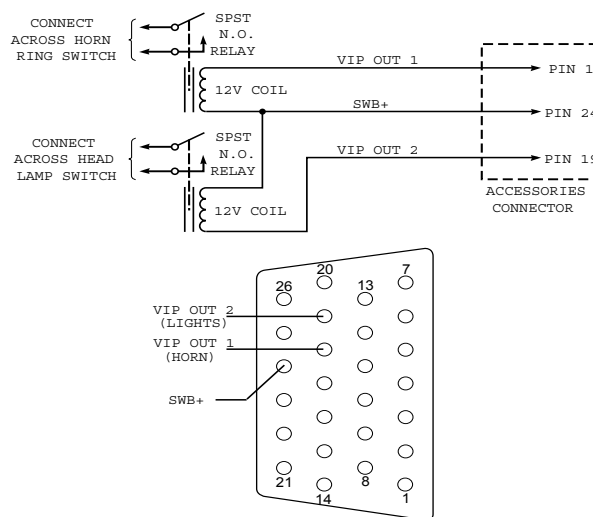 CONNECT
ACROSS HORN
RING SWITCH
SPST
N.O.
RELAY
12V COIL
VIP OUT 1
PIN 1
SWB+
PIN 24
CONNECT
ACROSS HEAD
LAMP SWITCH
SPST
N.O.
RELAY
12V COIL
VIP OUT 2
PIN 19
ACCESSORIES
CONNECTOR
20
7
26
13
VIP OUT 2
(LIGHTS)
VIP OUT 1
(HORN)
SWB+
21
8
14
1